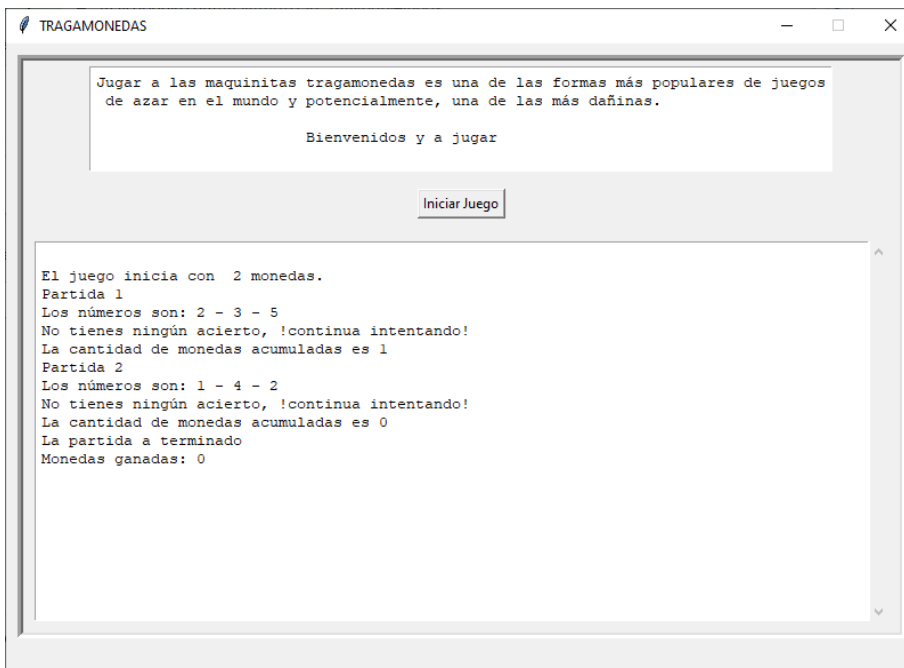 TRAGAMONEDAS
Jugar a las maquinitas tragamonedas es una de las formas más populares de juegos
de azar en el mundo y potencialmente, una de las más dañinas.
Bienvenidos y a jugar
Iniciar Juego
El juego inicia con  2 monedas.
Partida 1
Los números son: 2 - 3 - 5
No tienes ningún acierto, !continua intentando!
La cantidad de monedas acumuladas es 1
Partida 2
Los números son: 1 - 4 - 2
No tienes ningún acierto, !continua intentando!
La cantidad de monedas acumuladas es 0
La partida a terminado
Monedas ganadas: 0